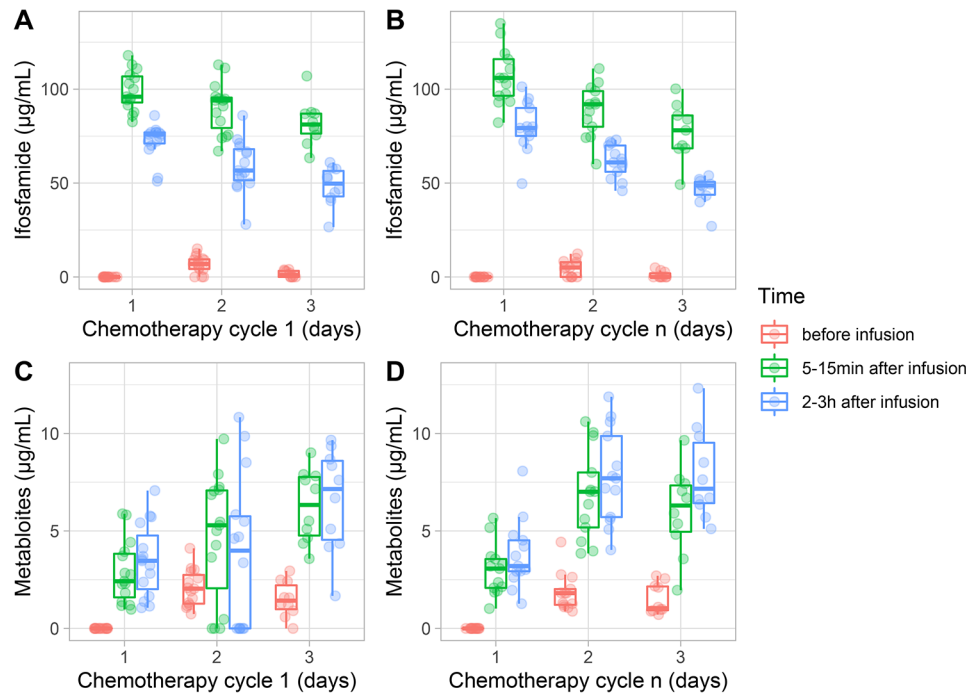 A
B
Ifosfamide (µg/mL)
100
50
0
1 2 3
Chemotherapy cycle 1 (days)
Ifosfamide (µg/mL)
100
50
0
1 2 3
Chemotherapy cycle n (days)
Time
before infusion
5-15min after infusion
2-3h after infusion
C
D
Metabloites (µg/mL)
10
5
0
1 2 3
Chemotherapy cycle 1 (days)
Metabolites (µg/mL)
10
5
0
1 2 3
Chemotherapy cycle n (days)